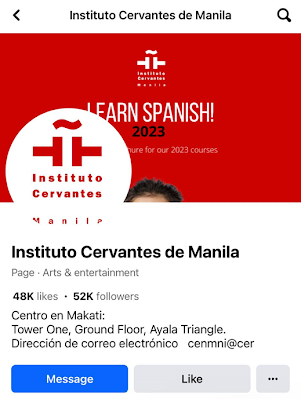 Instituto Cervantes de Manila
Instituto
Cervantes
Manila
LEARN SPANISH!
2023
for our 2023 courses
Instituto
Cervantes
Manila
Instituto Cervantes de Manila
Page · Arts & entertainment
48K likes • 52K followers
Centro en Makati:
Tower One, Ground Floor, Ayala Triangle.
Dirección de correo electrónico cenmni@cer
Message
Like